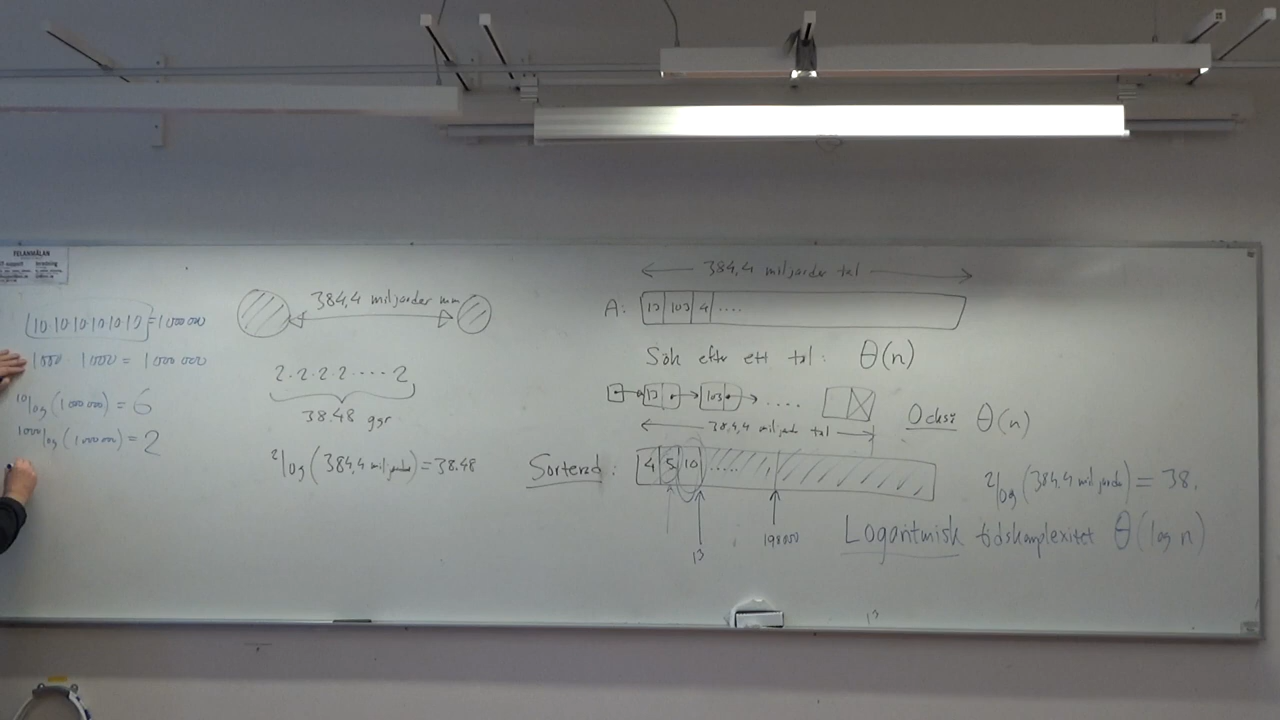 FELANMÄLAN
10 10 10 10 10 10 = 1 000 000
1000 1000 = 1 000 000
10log(1 000 000) = 6
1000log(1 000 000) = 2
384,4 miljarder mm
2·2·2·2·····2
38.48 ggr
2log(384,4 miljarder) = 38.48
384,4 miljarder tal
A: 13 103 4 ....
Sök efter ett tal: Θ(n)
13 103 ....
Också Θ(n)
384,4 miljarder tal
Sorterad: 4 5 10 .....
2log(384,4 miljarder) = 38.
13
198000
Logaritmisk tidskomplexitet Θ(log n)